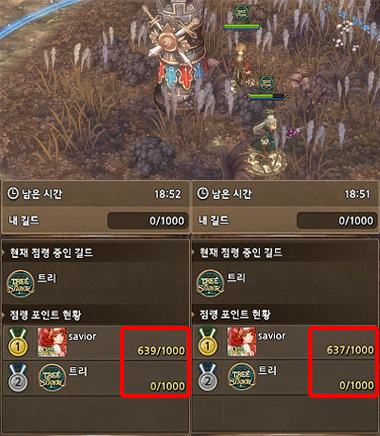 남은 시간 18:52
내 길드 0/1000
현재 점령 중인 길드
TREE SAVIOR
트리
점령 포인트 현황
1 savior 639/1000
2 TREE SAVIOR 트리 0/1000
남은 시간 18:51
내 길드 0/1000
현재 점령 중인 길드
TREE SAVIOR
트리
점령 포인트 현황
1 savior 637/1000
2 TREE SAVIOR 트리 0/1000